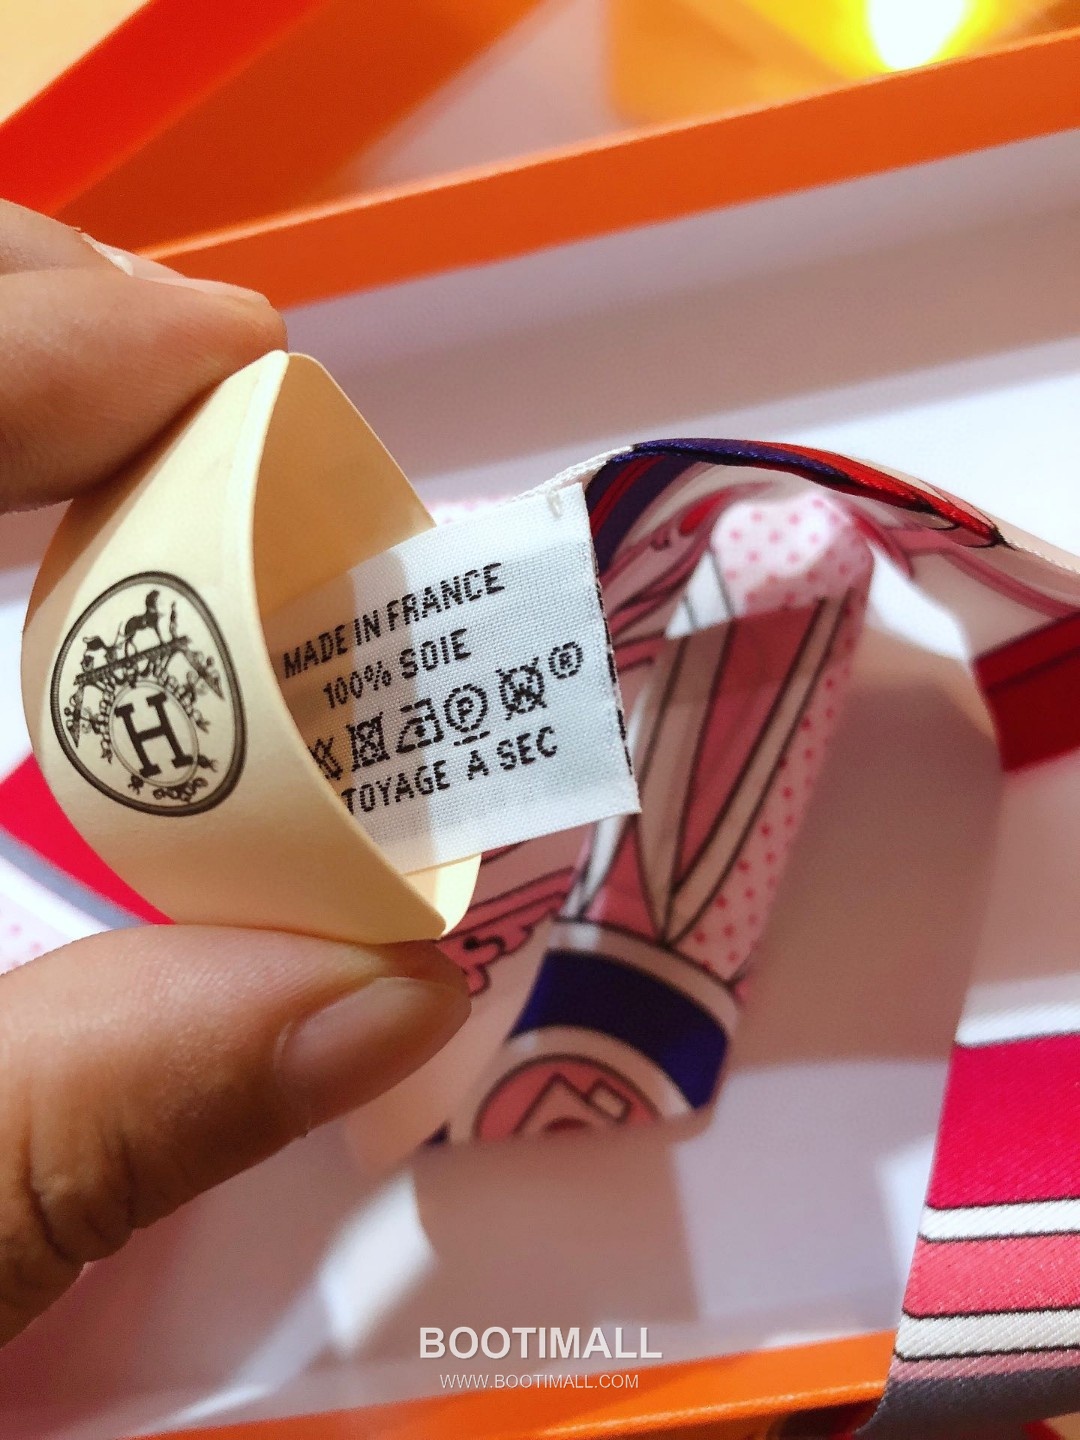 MADE IN FRANCE
100% SOIE
P W ®
TOYAGE A SEC
H
BOOTIMALL
WWW.BOOTIMALL.COM